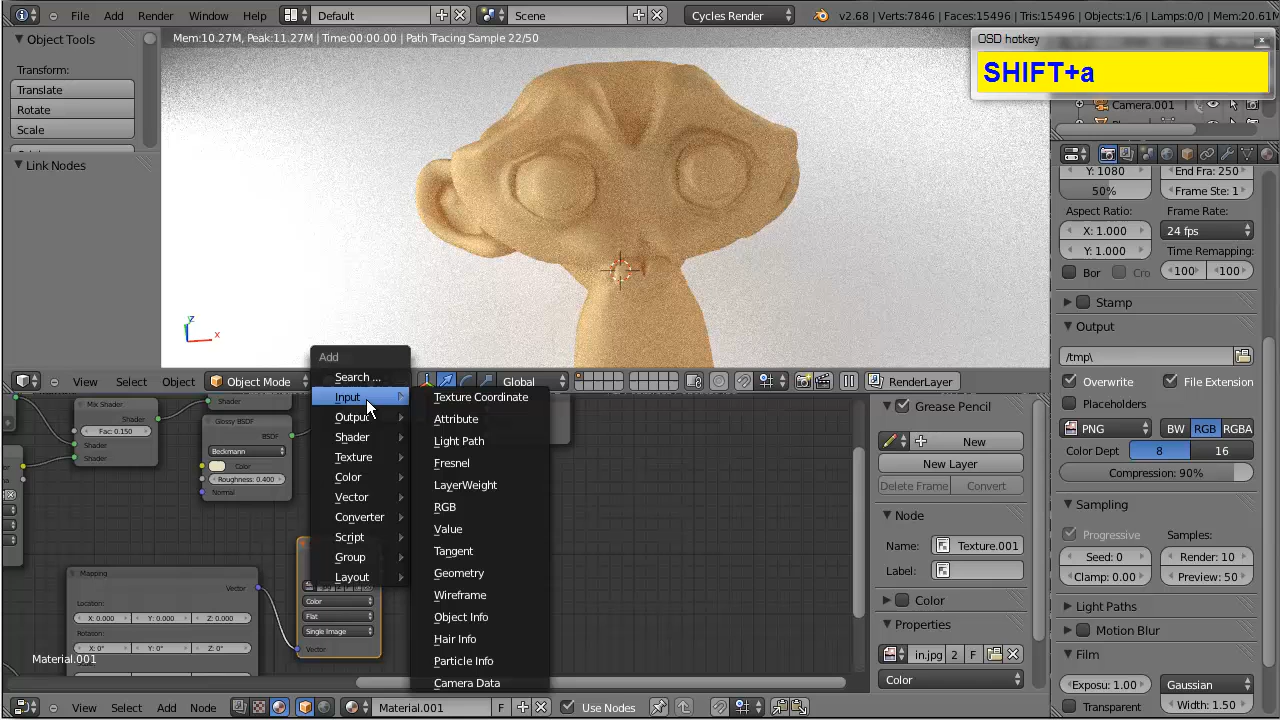 File Add Render Window Help Default Scene Cycles Render v2.68 | Verts:7846 | Faces:15496 | Tris:15496 | Objects:1/6 | Lamps:0/0 | Mem:20.61M
Object Tools
Transform:
Translate
Rotate
Scale
Link Nodes
Mem:10.27M, Peak:11.27M | Time:00:00.00 | Path Tracing Sample 22/50
OSD hotkey
SHIFT+a
Camera.001
z
x
View Select Object Object Mode Global RenderLayer
Add
Search ...
Input
Output
Shader
Texture
Color
Vector
Converter
Script
Group
Layout
Texture Coordinate
Attribute
Light Path
Fresnel
LayerWeight
RGB
Value
Tangent
Geometry
Wireframe
Object Info
Hair Info
Particle Info
Camera Data
Mix Shader
Shader
Fac: 0.150
Shader
Shader
Shader
Glossy BSDF
BSDF
Beckmann
Color
Roughness: 0.400
Normal
Mapping
Vector
Location:
X: 0.000 Y: 0.000 Z: 0.000
Rotation:
X: 0° Y: 0° Z: 0°
Color
Flat
Single Image
Vector
Material.001
Grease Pencil
New
New Layer
Delete Frame Convert
Node
Name: Texture.001
Label:
Color
Properties
in.jpg 2 F
Color
Y: 1080 End Fra: 250
50% Frame Ste: 1
Aspect Ratio: Frame Rate:
X: 1.000 24 fps
Y: 1.000 Time Remapping:
Bor Cro 100 100
Stamp
Output
/tmp\
Overwrite File Extension
Placeholders
PNG BW RGB RGBA
Color Dept 8 16
Compression: 90%
Sampling
Progressive Samples:
Seed: 0 Render: 10
Clamp: 0.00 Preview: 50
Light Paths
Motion Blur
Film
Exposu: 1.00 Gaussian
Transparent Width: 1.50
View Select Add Node Material.001 F Use Nodes